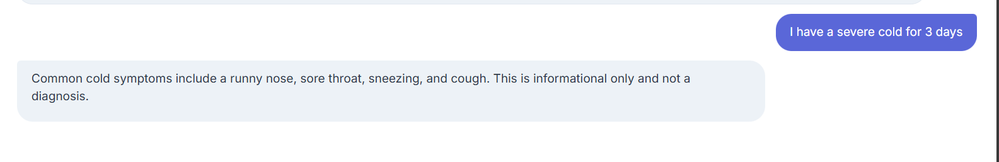 I have a severe cold for 3 days
Common cold symptoms include a runny nose, sore throat, sneezing, and cough. This is informational only and not a
diagnosis.